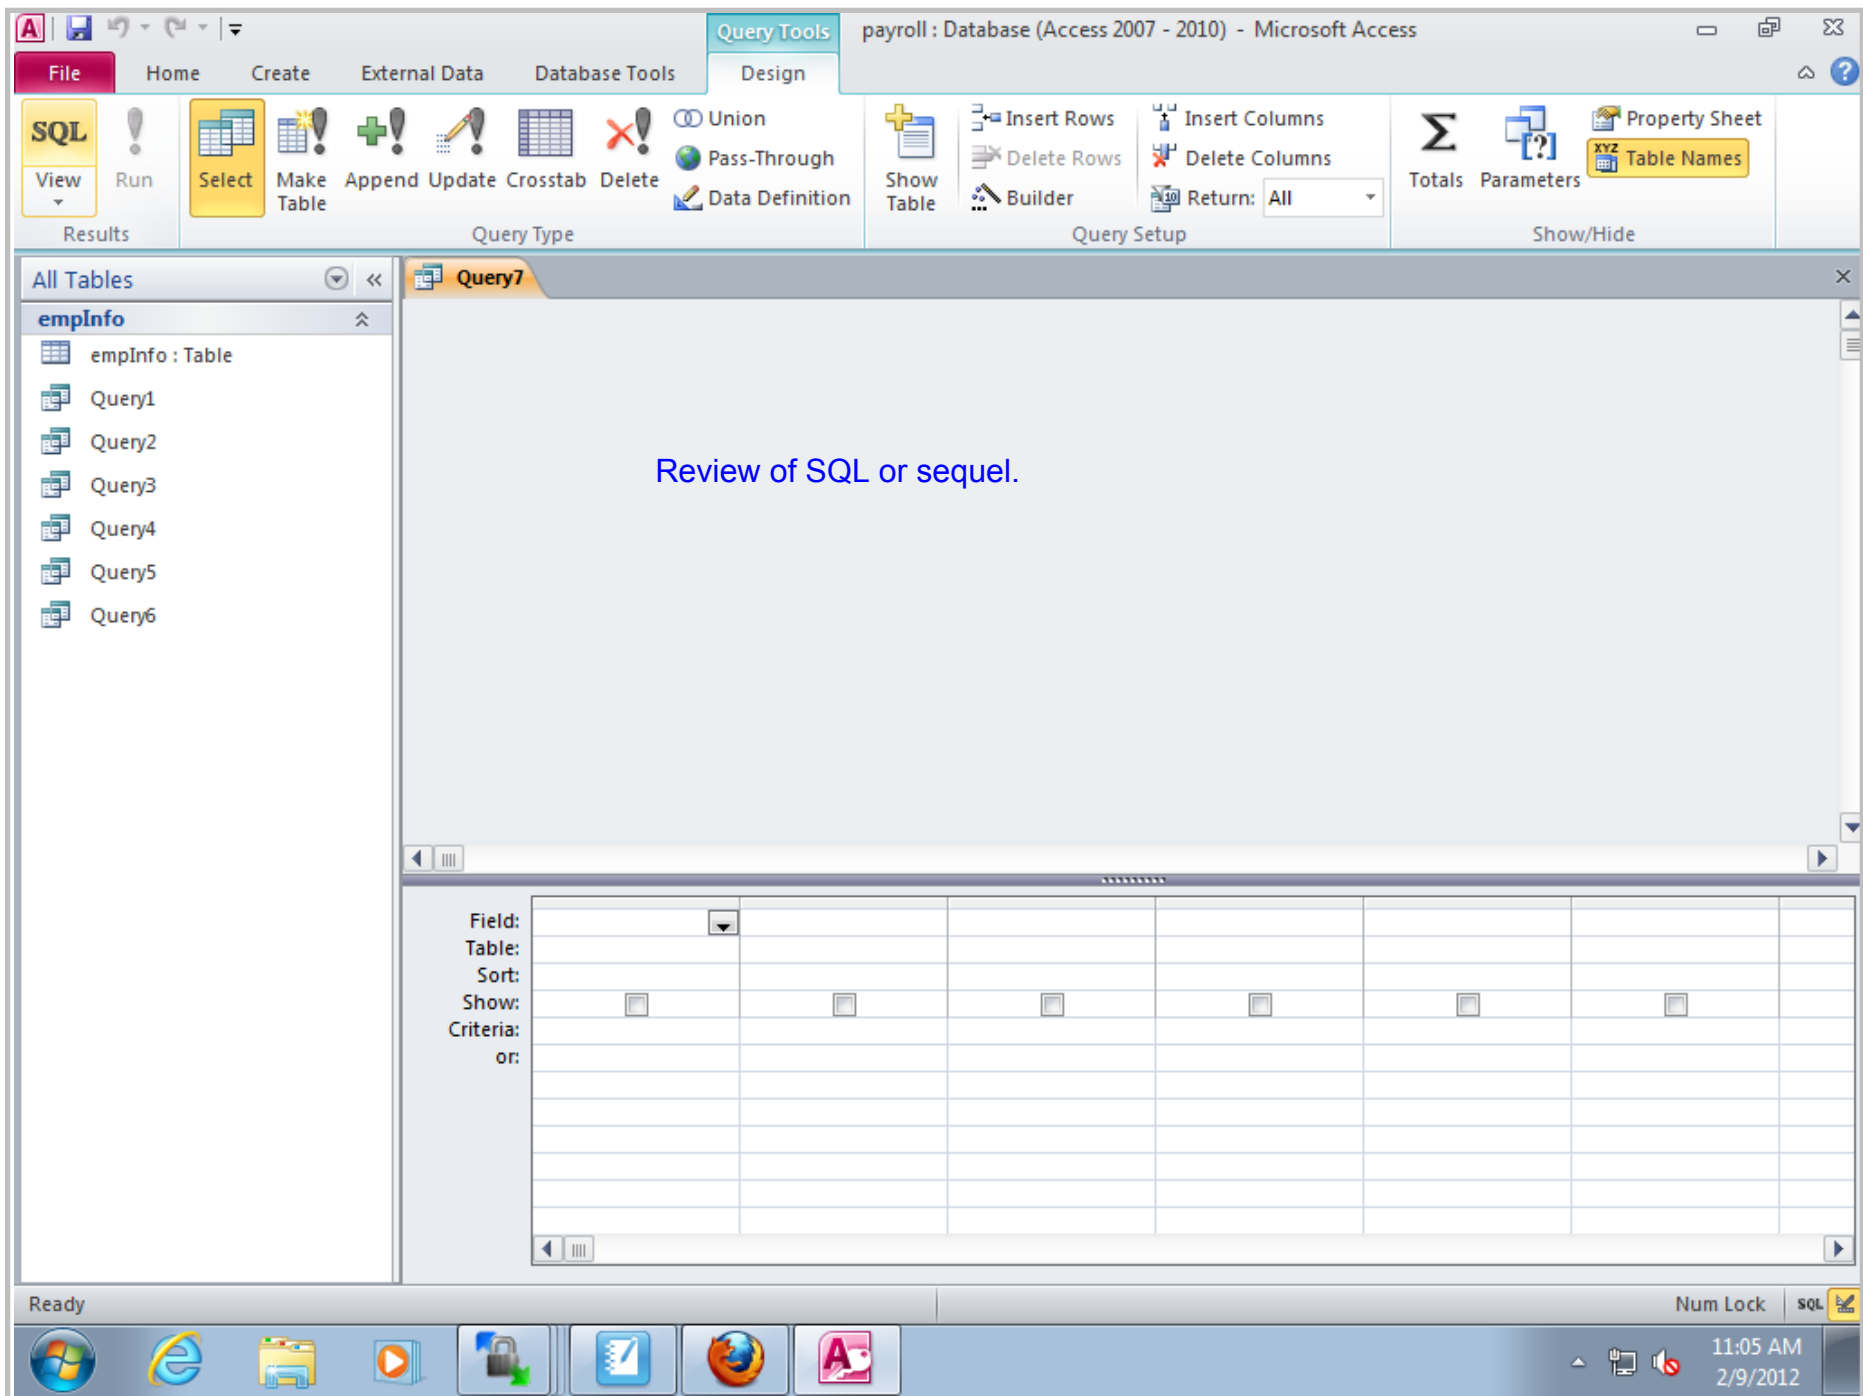 Query Tools
payroll : Database (Access 2007 - 2010) - Microsoft Access
File Home Create External Data Database Tools Design
SQL
View
Run
Select
Make Table
Append
Update
Crosstab
Delete
Union
Pass-Through
Data Definition
Show Table
Insert Rows
Delete Rows
Builder
Insert Columns
Delete Columns
Return: All
Totals
Parameters
Property Sheet
Table Names
Results
Query Type
Query Setup
Show/Hide
All Tables
Query7
empInfo
empInfo : Table
Query1
Query2
Query3
Query4
Query5
Query6
Review of SQL or sequel.
Field:
Table:
Sort:
Show:
Criteria:
or:
Ready
Num Lock
SQL
11:05 AM
2/9/2012